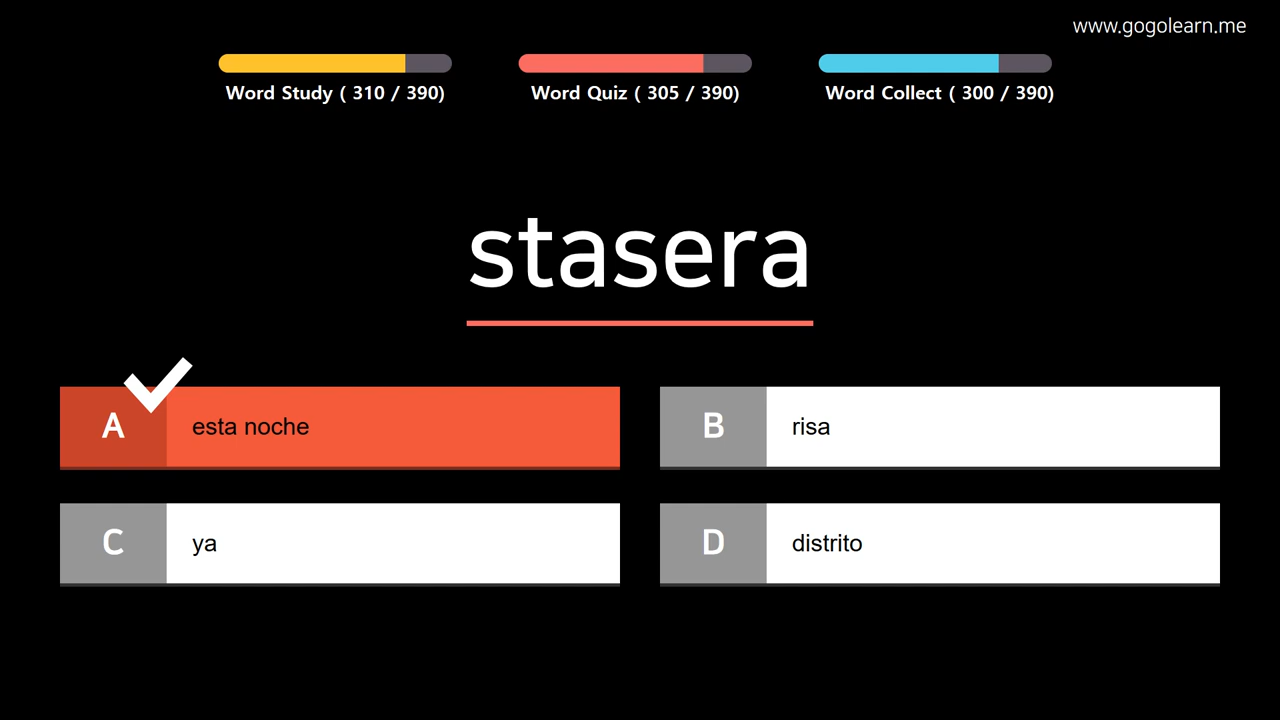 www.gogolearn.me
Word Study ( 310 / 390)
Word Quiz ( 305 / 390)
Word Collect ( 300 / 390)
stasera
A esta noche
B risa
C ya
D distrito